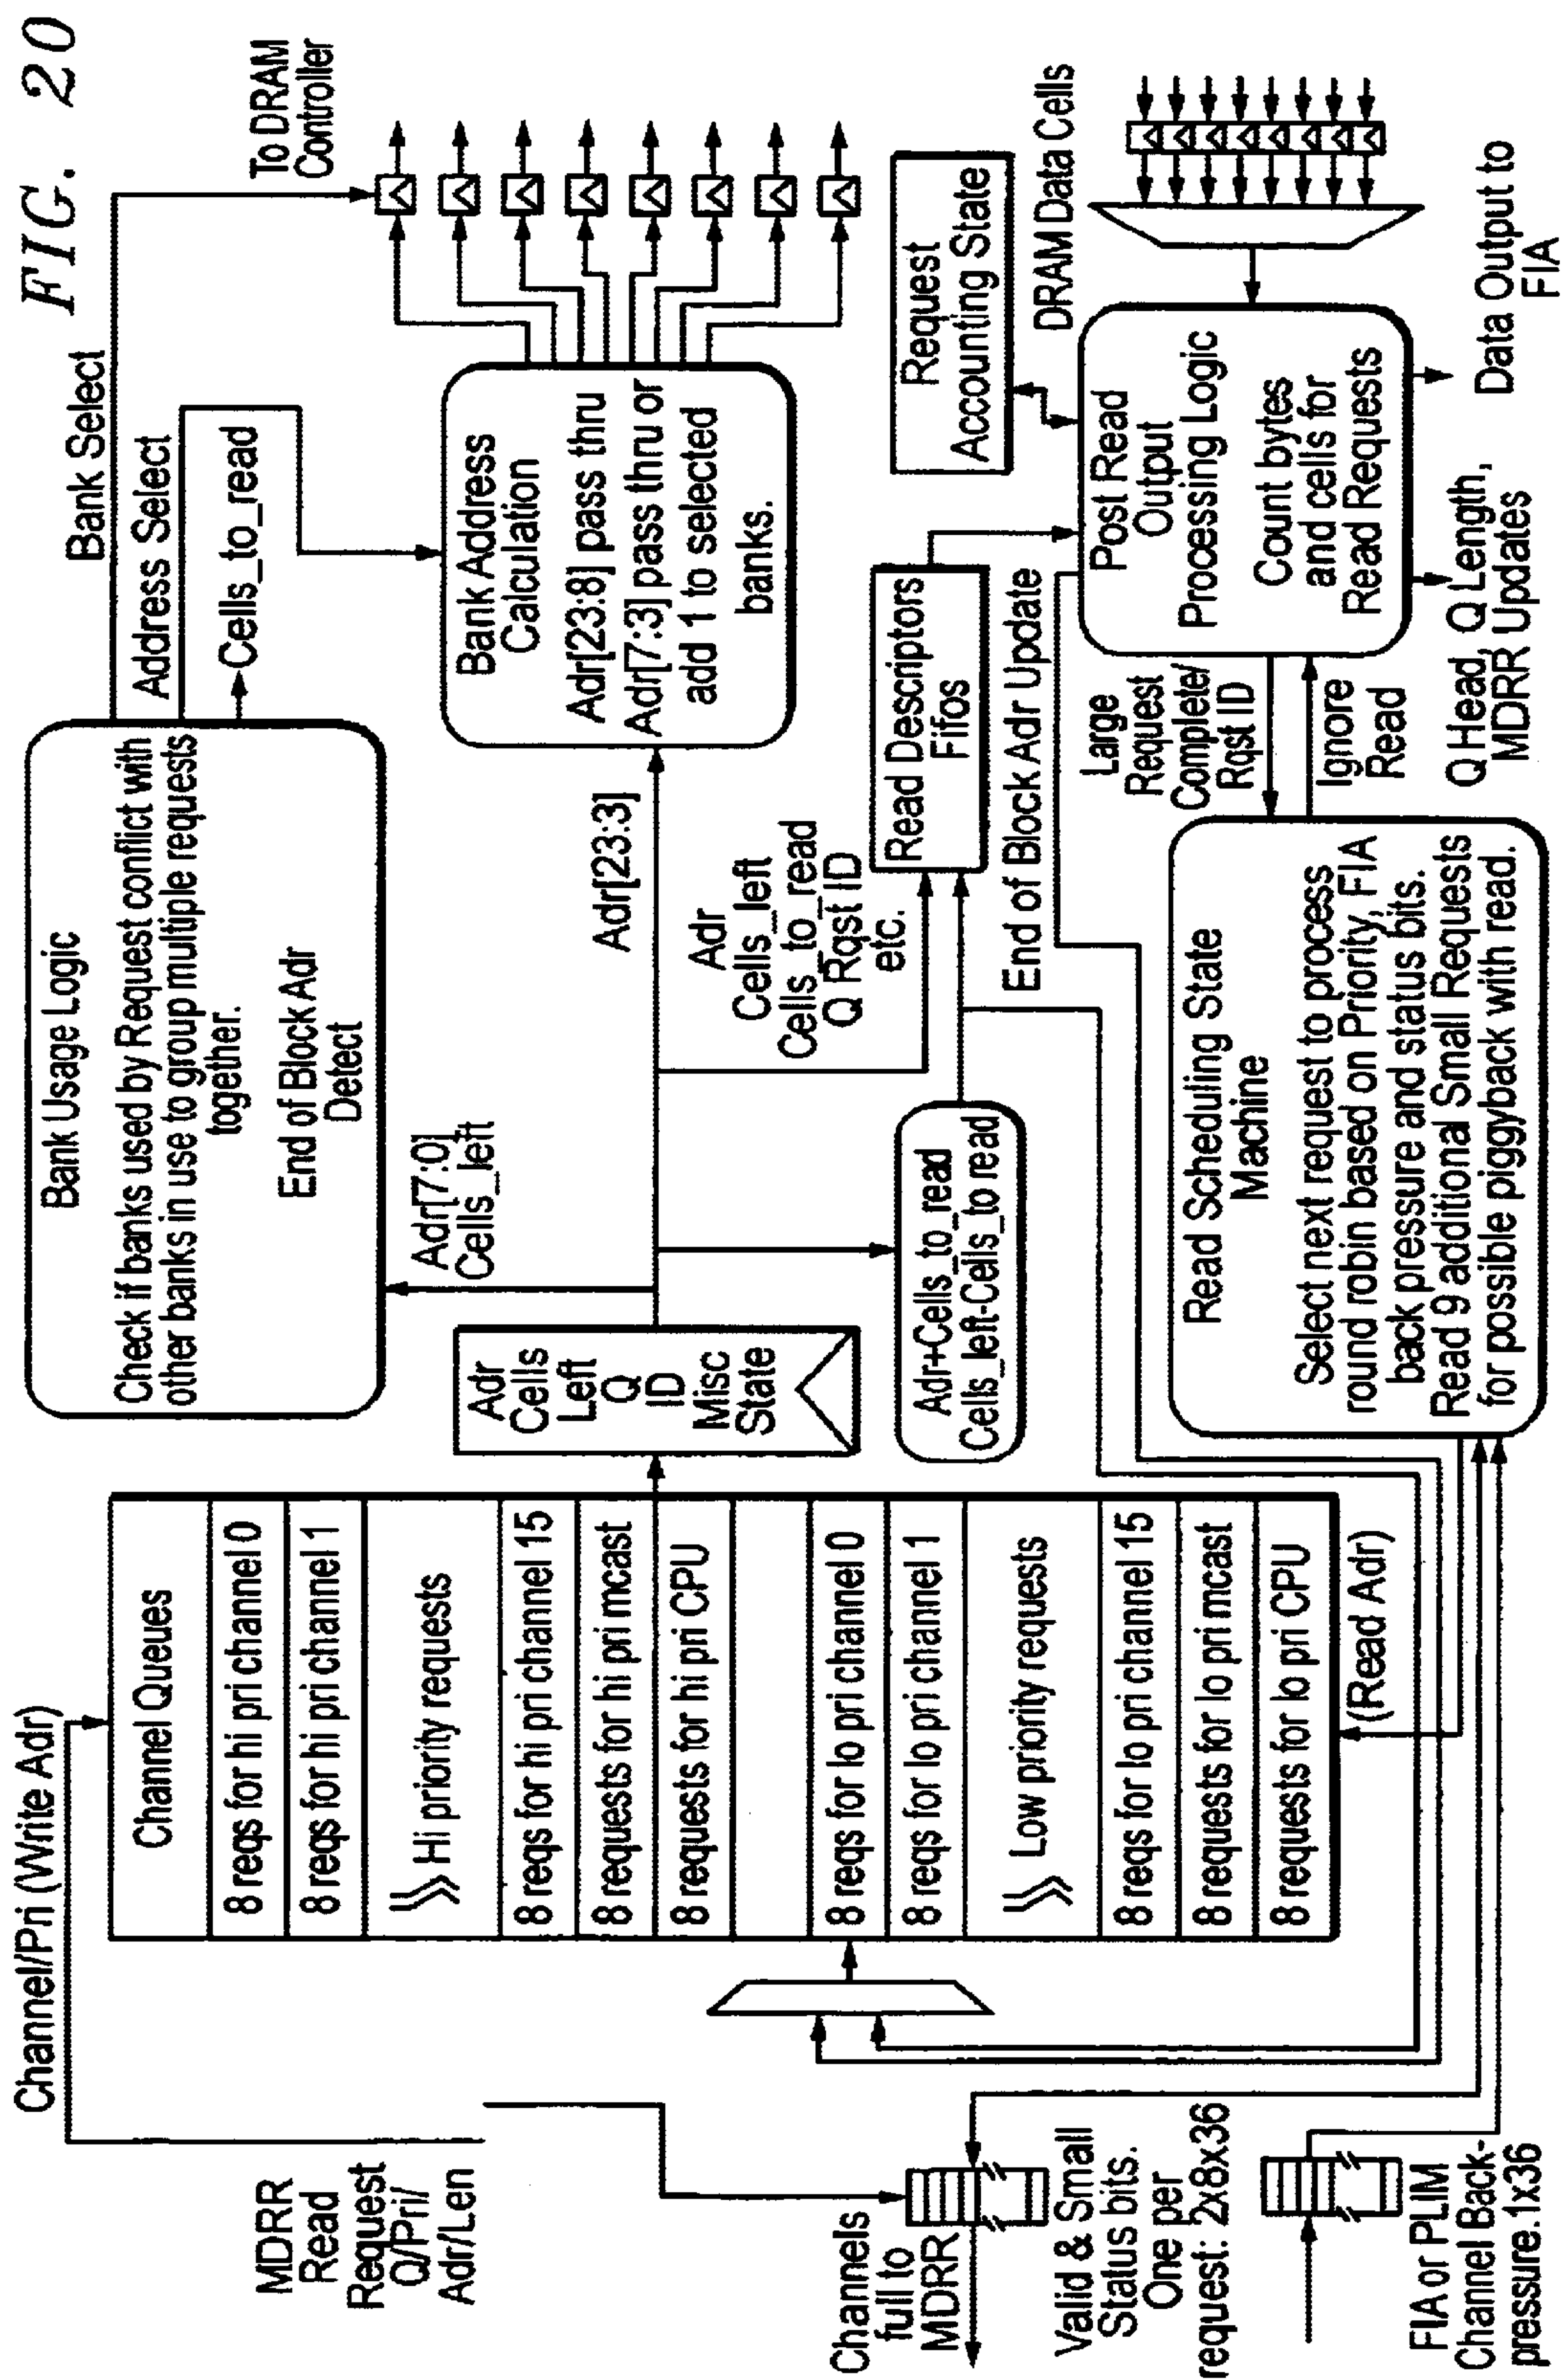 FIG. 20
Channel/Pri (Write Adr)
MDRR
Read
Request
Q/Pri/
Adr/Len
Channels
full to
MDRR
Valid & Small
Status bits.
One per
request: 2x8x36
FIA or PLIM
Channel Back-
pressure.1x36
Channel Queues
8 reqs for hi pri channel 0
8 reqs for hi pri channel 1
Hi priority requests
8 reqs for hi pri channel 15
8 requests for hi pri mcast
8 requests for hi pri CPU
8 reqs for lo pri channel 0
8 reqs for lo pri channel 1
Low priority requests
8 reqs for lo pri channel 15
8 requests for lo pri mcast
8 requests for lo pri CPU
(Read Adr)
Adr
Cells
Left
Q
ID
Misc
State
Bank Usage Logic
Check if banks used by Request conflict with
other banks in use to group multiple requests
together.
End of Block Adr
Detect
Adr[7:0]
Cells_left
Bank Select
Address Select
Cells_to_read
To DRAM
Controller
Adr[23:3]
Bank Address
Calculation
Adr[23:8] pass thru
Adr[7:3] pass thru or
add 1 to selected
banks.
Adr
Cells_left
Cells_to_read
Q Rqst ID
etc.
Adr+Cells_to_read
Cells_left-Cells_to read
Read Descriptors
Fifos
End of Block Adr Update
Request
Accounting State
DRAM Data Cells
Post Read
Output
Processing Logic
Count bytes
and cells for
Read Requests
Large
Request
Complete/
Rqst ID
Ignore
Read
Read Scheduling State
Machine
Select next request to process
round robin based on Priority, FIA
back pressure and status bits.
Read 9 additional Small Requests
for possible piggyback with read.
Q Head, Q Length,
MDRR Updates
Data Output to
FIA